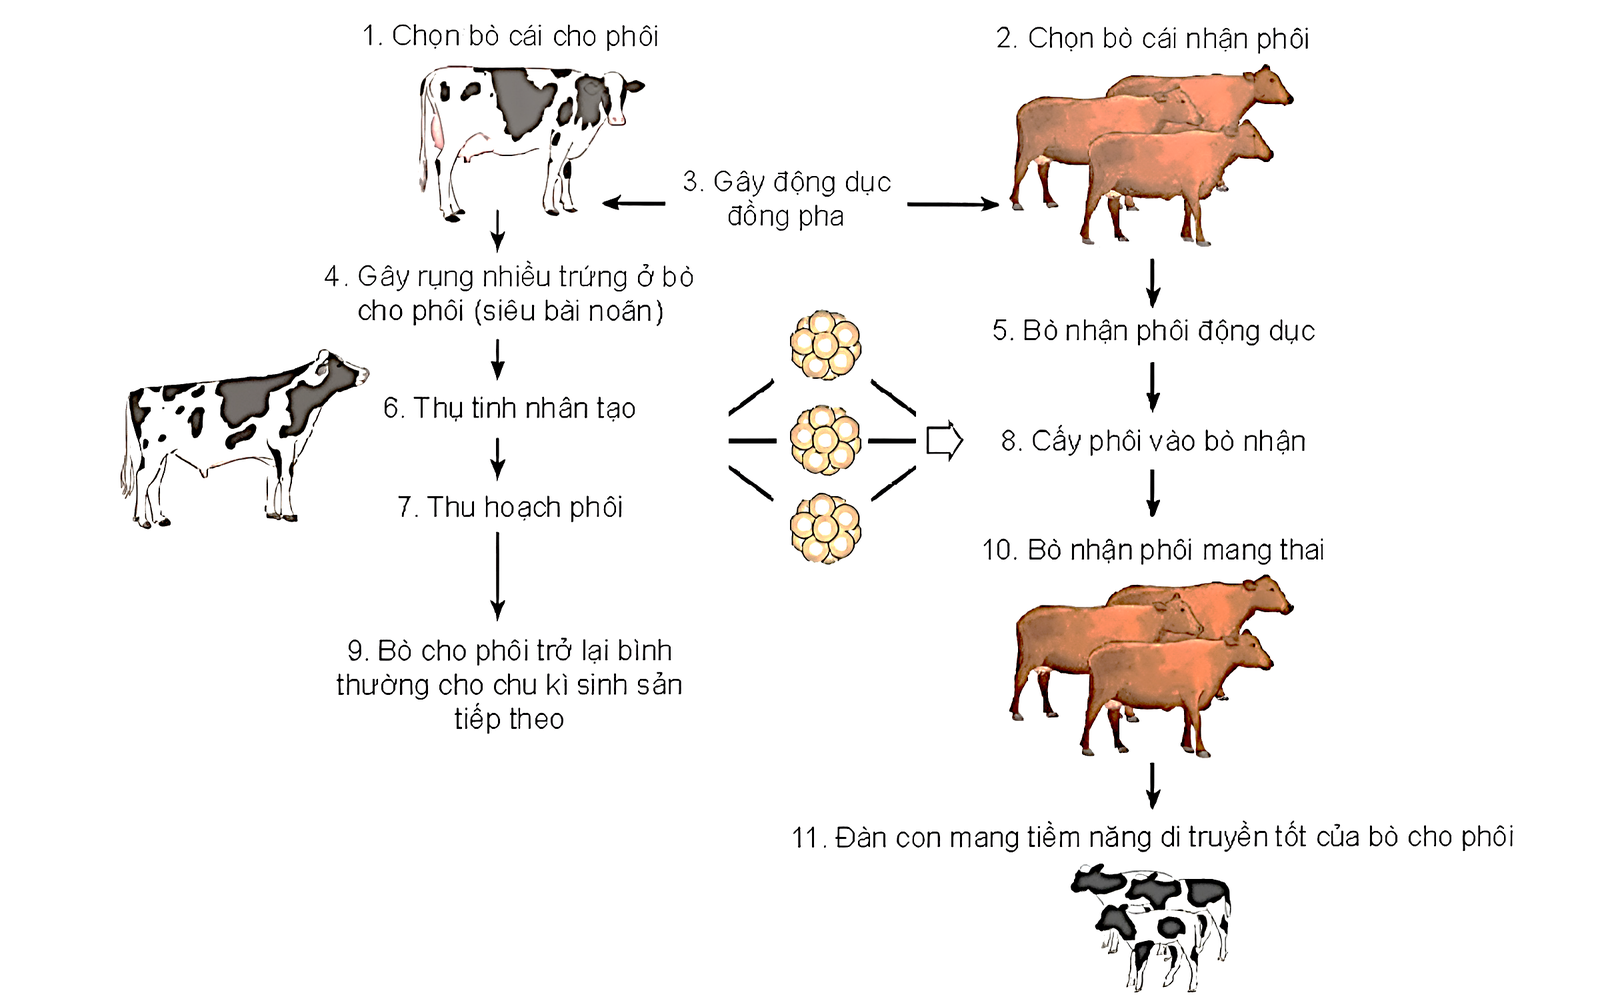 1. Chọn bò cái cho phôi
2. Chọn bò cái nhận phôi
3. Gây động dục
đồng pha
4. Gây rụng nhiều trứng ở bò
cho phôi (siêu bài noãn)
5. Bò nhận phôi động dục
6. Thụ tinh nhân tạo
7. Thu hoạch phôi
8. Cấy phôi vào bò nhận
9. Bò cho phôi trở lại bình
thường cho chu kì sinh sản
tiếp theo
10. Bò nhận phôi mang thai
11. Đàn con mang tiềm năng di truyền tốt của bò cho phôi